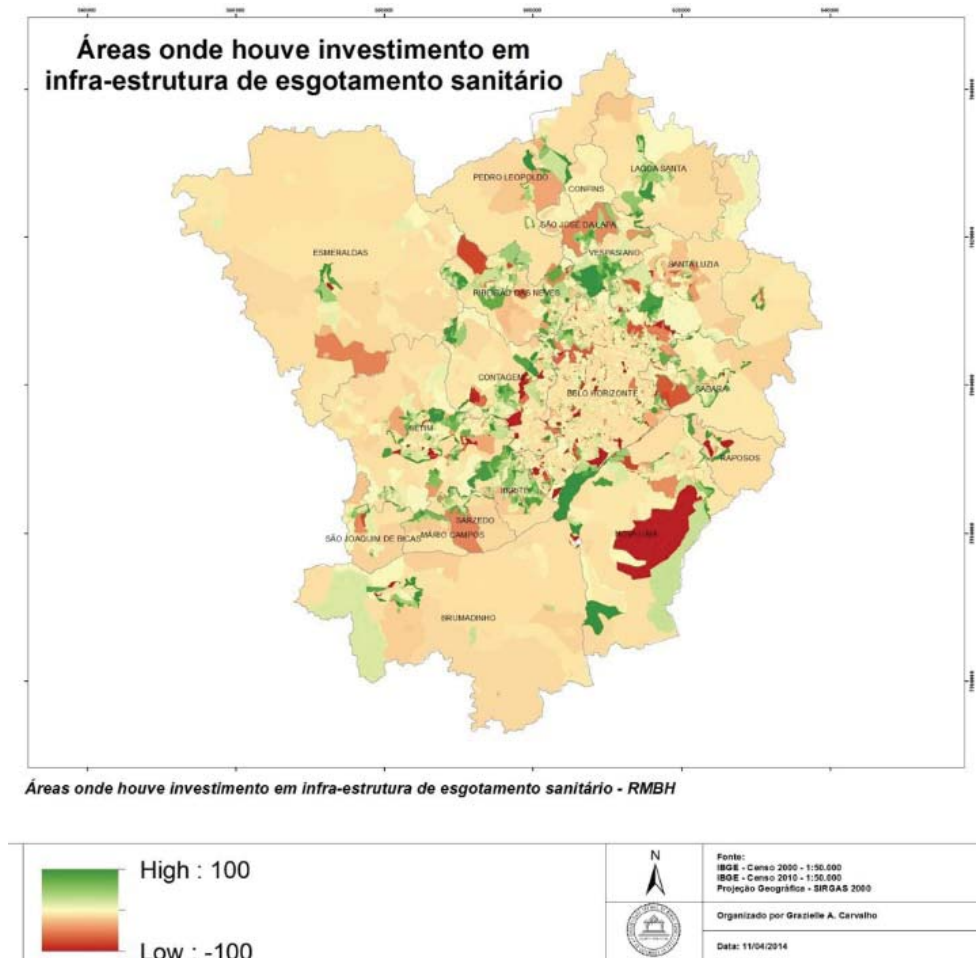 Áreas onde houve investimento em
infra-estrutura de esgotamento sanitário
PEDRO LEOPOLDO
LAGOA SANTA
CONFINS
SÃO JOSÉ DA LAPA
ESMERALDAS
VESPASIANO
SANTA LUZIA
RIBEIRÃO DAS NEVES
CONTAGEM
BELO HORIZONTE
SABARÁ
BETIM
RAPOSOS
IBIRITÉ
SARZEDO
SÃO JOAQUIM DE BICAS
MÁRIO CAMPOS
NOVA LIMA
BRUMADINHO
Áreas onde houve investimento em infra-estrutura de esgotamento sanitário - RMBH
High : 100
Low : -100
N
Fonte:
IBGE - Censo 2000 - 1:50.000
IBGE - Censo 2010 - 1:50.000
Projeção Geográfica - SIRGAS 2000
Organizado por Grazielle A. Carvalho
Data: 11/04/2014